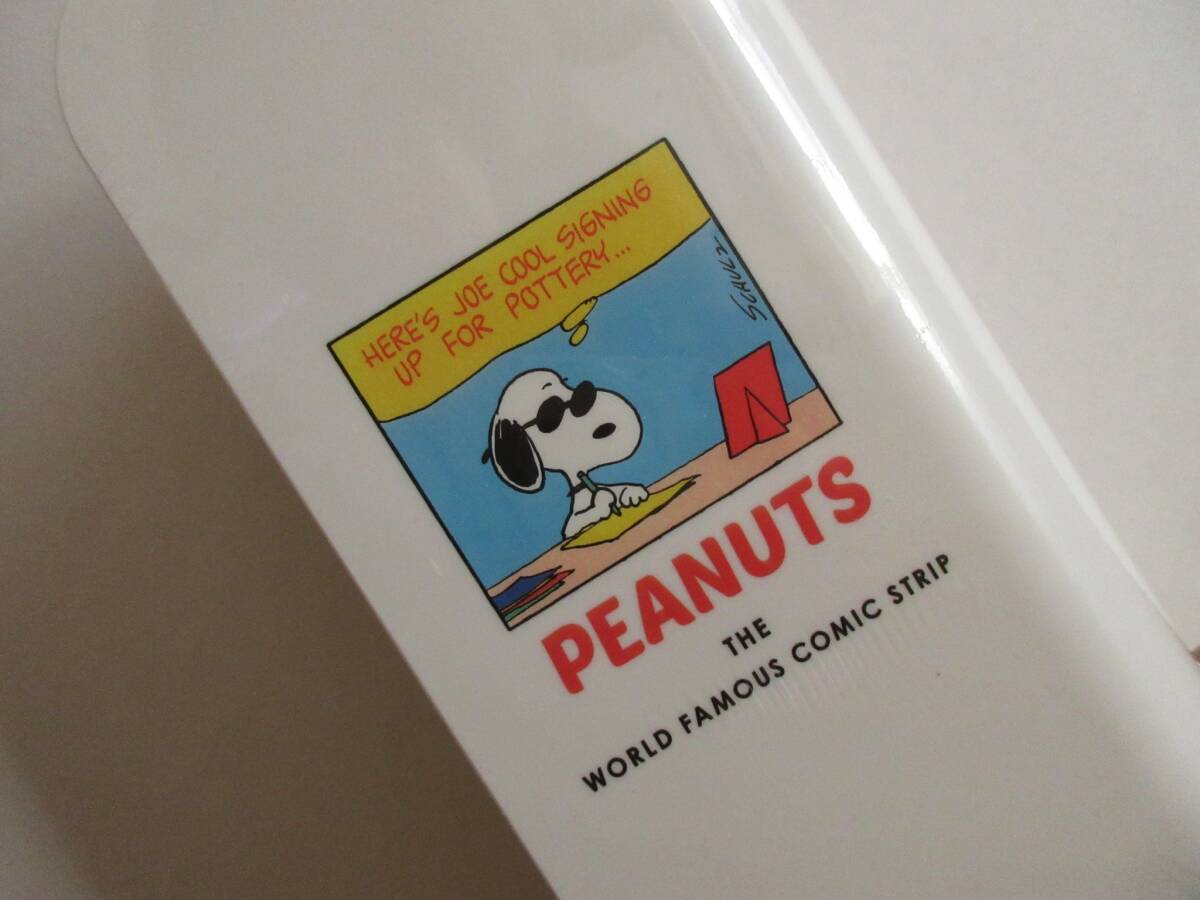 HERE'S JOE COOL SIGNING
UP FOR POTTERY...
SCHULZ
PEANUTS
THE
WORLD FAMOUS COMIC STRIP